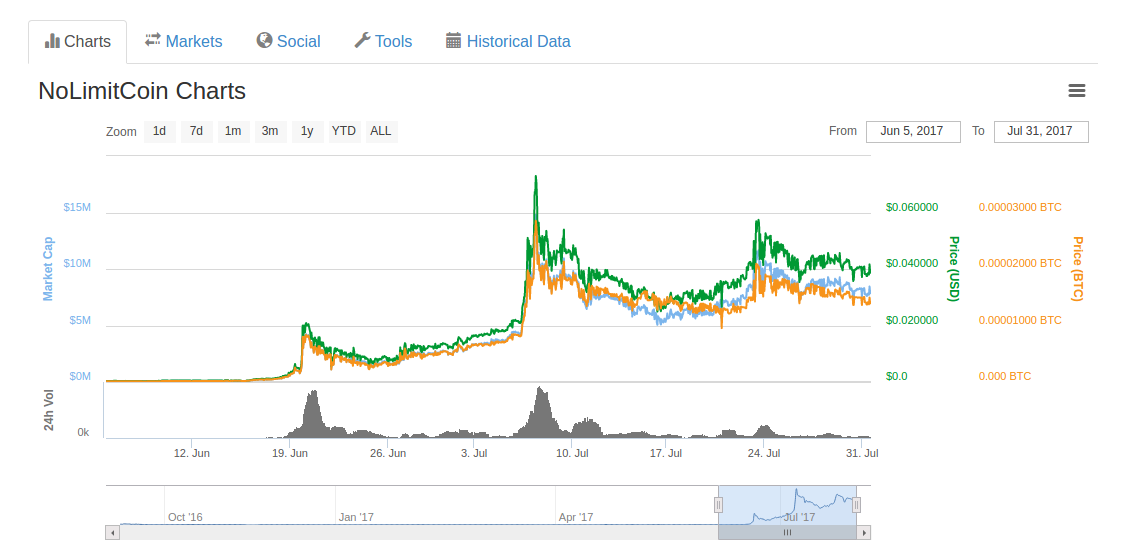 Charts Markets Social Tools Historical Data
NoLimitCoin Charts
Zoom 1d 7d 1m 3m 1y YTD ALL From Jun 5, 2017 To Jul 31, 2017
$15M $0.060000 0.00003000 BTC
$10M $0.040000 0.00002000 BTC
$5M $0.020000 0.00001000 BTC
$0M $0.0 0.000 BTC
Market Cap
Price (USD)
Price (BTC)
24h Vol
0k
12. Jun 19. Jun 26. Jun 3. Jul 10. Jul 17. Jul 24. Jul 31. Jul
Oct '16 Jan '17 Apr '17 Jul '17